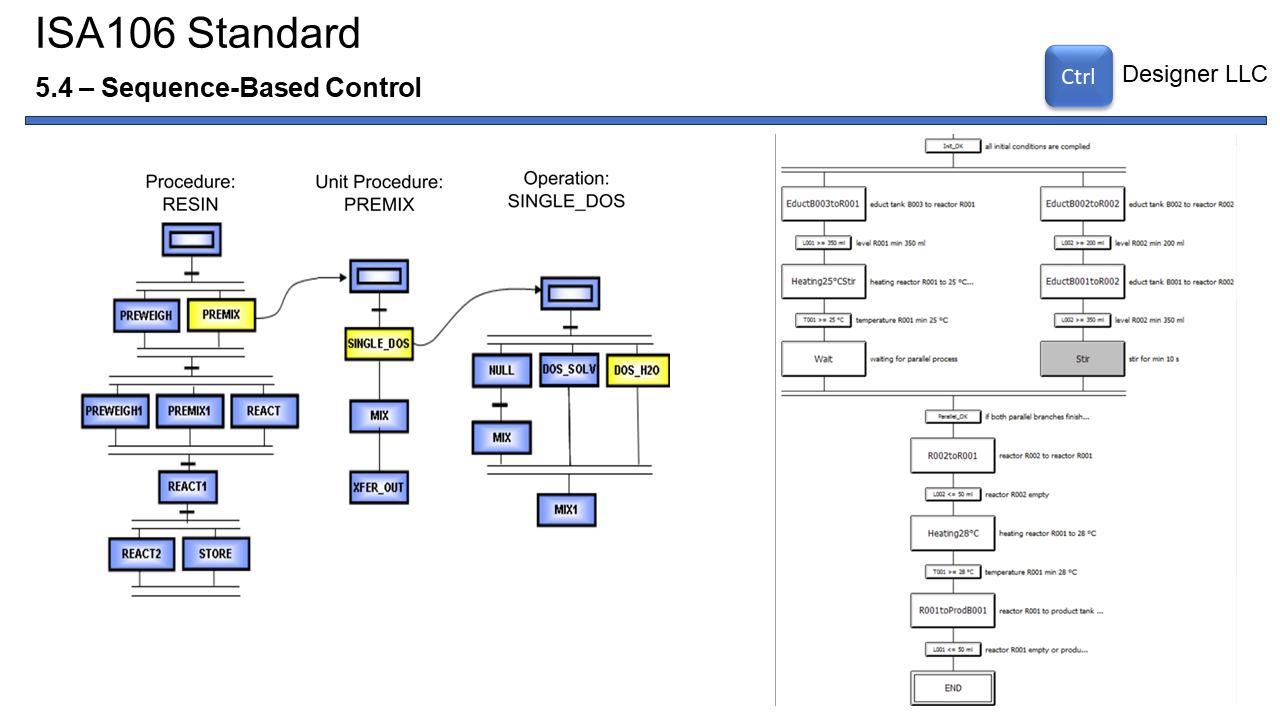 ISA106 Standard
5.4 – Sequence-Based Control
Ctrl
Designer LLC
Procedure:
RESIN
PREWEIGH
PREMIX
PREWEIGH1
PREMIX1
REACT
REACT1
REACT2
STORE
Unit Procedure:
PREMIX
SINGLE_DOS
MIX
XFER_OUT
Operation:
SINGLE_DOS
NULL
DOS_SOLV
DOS_H2O
MIX
MIX1
Init_OK
all initial conditions are complied
EductB003toR001
educt tank B003 to reactor R001
L001 >= 350 ml
level R001 min 350 ml
Heating25°CStir
heating reactor R001 to 25 °C...
T001 >= 25 °C
temperature R001 min 25 °C
Wait
waiting for parallel process
EductB002toR002
educt tank B002 to reactor R002
L002 >= 200 ml
level R002 min 200 ml
EductB001toR002
educt tank B001 to reactor R002
L002 >= 350 ml
level R002 min 350 ml
Stir
stir for min 10 s
Parallel_OK
if both parallel branches finish...
R002toR001
reactor R002 to reactor R001
L002 <= 50 ml
reactor R002 empty
Heating28°C
heating reactor R001 to 28 °C
T001 >= 28 °C
temperature R001 min 28 °C
R001toProdB001
reactor R001 to product tank ...
L001 <= 50 ml
reactor R001 empty or produ...
END